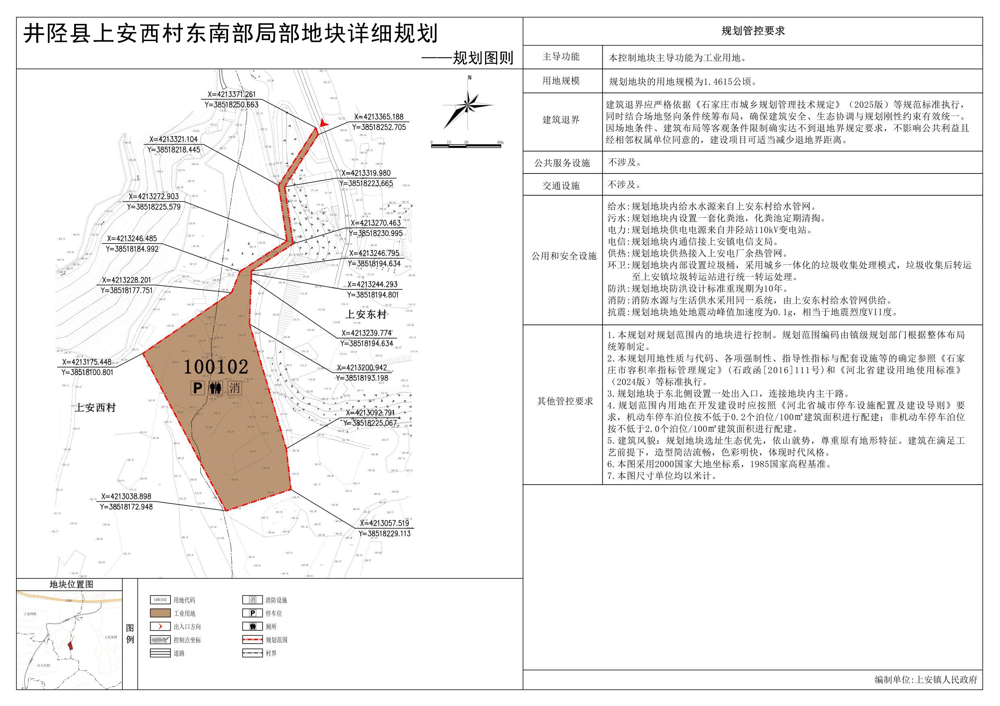 井陉县上安西村东南部局部地块详细规划
——规划图则
N
0 15 30 60m
X=4213371.261
Y=38518250.663
X=4213365.188
Y=38518252.705
X=4213321.104
Y=38518218.445
X=4213319.980
Y=38518223.665
X=4213272.903
Y=38518225.579
X=4213270.463
Y=38518230.995
X=4213246.485
Y=38518184.992
X=4213246.795
Y=38518194.634
X=4213228.201
Y=38518177.751
X=4213244.293
Y=38518194.801
上安东村
X=4213239.774
Y=38518194.634
X=4213175.448
Y=38518100.801
X=4213200.942
Y=38518193.198
100102
P 消
上安西村
X=4213092.791
Y=38518225.067
X=4213038.898
Y=38518172.948
X=4213057.519
Y=38518229.113
地块位置图
G307
上安西村
上安东村
白王庄村
图例
100102 用地代码
工业用地
出入口方向
X=4213038.898
Y=38518172.948
控制点坐标
道路
消 消防设施
P 停车位
厕所
规划范围
村界
规划管控要求
主导功能
本控制地块主导功能为工业用地。
用地规模
规划地块的用地规模为1.4615公顷。
建筑退界
建筑退界应严格依据《石家庄市城乡规划管理技术规定》（2025版）等规范标准执行，
同时结合场地竖向条件统筹布局，确保建筑安全、生态协调与规划刚性约束有效统一。
因场地条件、建筑布局等客观条件限制确实达不到退地界规定要求，不影响公共利益且
经相邻权属单位同意的，建设项目可适当减少退地界距离。
公共服务设施
不涉及。
交通设施
不涉及。
公用和安全设施
给水:规划地块内给水水源来自上安东村给水管网。
污水:规划地块内设置一套化粪池，化粪池定期清掏。
电力:规划地块供电电源来自井陉站110kV变电站。
电信:规划地块内通信接上安镇电信支局。
供热:规划地块供热接入上安电厂余热管网。
环卫:规划地块内部设置垃圾桶，采用城乡一体化的垃圾收集处理模式，垃圾收集后转运
至上安镇垃圾转运站进行统一转运处理。
防洪:规划地块防洪设计标准重现期为10年。
消防:消防水源与生活供水采用同一系统，由上安东村给水管网供给。
抗震:规划地块地处地震动峰值加速度为0.1g，相当于地震烈度VII度。
其他管控要求
1.本规划对规划范围内的地块进行控制。规划范围编码由镇级规划部门根据整体布局
统筹制定。
2.本规划用地性质与代码、各项强制性、指导性指标与配套设施等的确定参照《石家
庄市容积率指标管理规定》(石政函[2016]111号)和《河北省建设用地使用标准》
（2024版）等标准执行。
3.规划地块于东北侧设置一处出入口，连接地块内主干路。
4.规划范围内用地在开发建设时应按照《河北省城市停车设施配置及建设导则》要
求，机动车停车泊位按不低于0.2个泊位/100㎡建筑面积进行配建；非机动车停车泊位
按不低于2.0个泊位/100㎡建筑面积进行配建。
5.建筑风貌：规划地块选址生态优先，依山就势，尊重原有地形特征。建筑在满足工
艺前提下，造型简洁流畅，色彩明快，体现时代风格。
6.本图采用2000国家大地坐标系，1985国家高程基准。
7.本图尺寸单位均以米计。
编制单位:上安镇人民政府